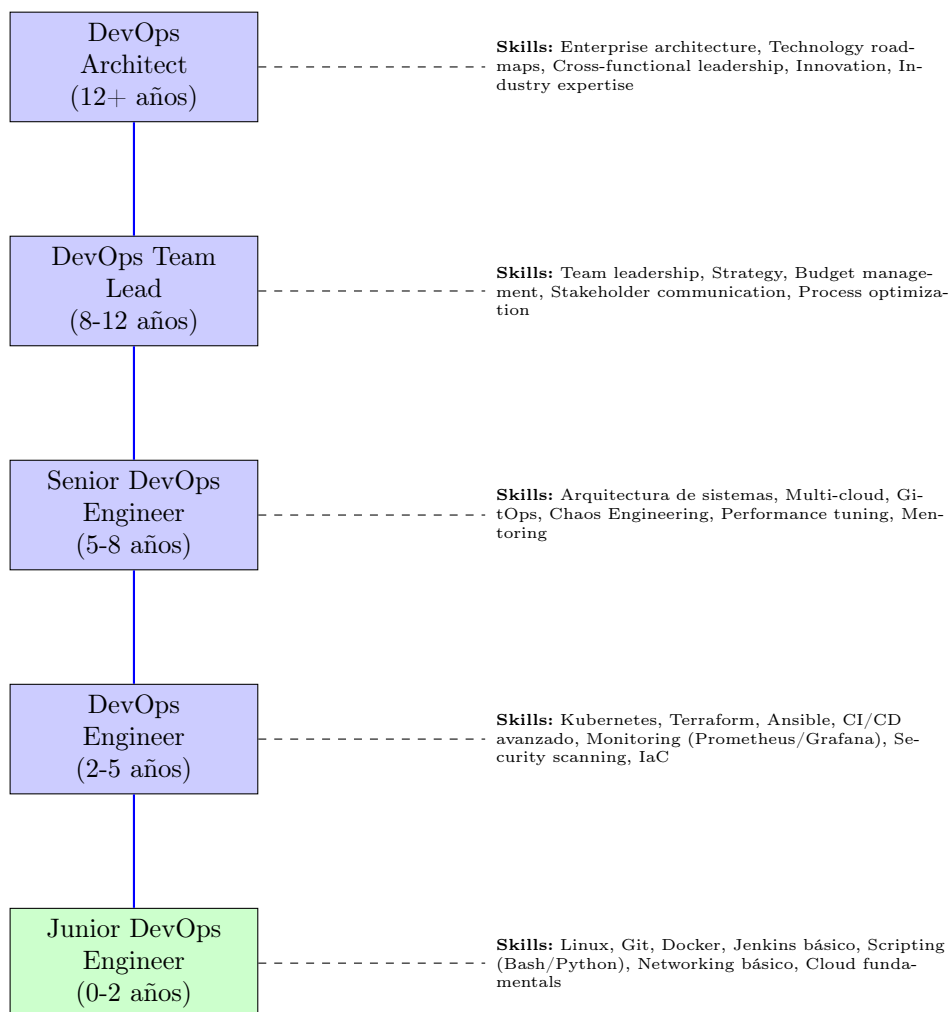 DevOps
Architect
(12+ años)
Skills: Enterprise architecture, Technology road-
maps, Cross-functional leadership, Innovation, In-
dustry expertise
DevOps Team
Lead
(8-12 años)
Skills: Team leadership, Strategy, Budget manage-
ment, Stakeholder communication, Process optimiza-
tion
Senior DevOps
Engineer
(5-8 años)
Skills: Arquitectura de sistemas, Multi-cloud, Gi-
tOps, Chaos Engineering, Performance tuning, Men-
toring
DevOps
Engineer
(2-5 años)
Skills: Kubernetes, Terraform, Ansible, CI/CD
avanzado, Monitoring (Prometheus/Grafana), Se-
curity scanning, IaC
Junior DevOps
Engineer
(0-2 años)
Skills: Linux, Git, Docker, Jenkins básico, Scripting
(Bash/Python), Networking básico, Cloud funda-
mentals